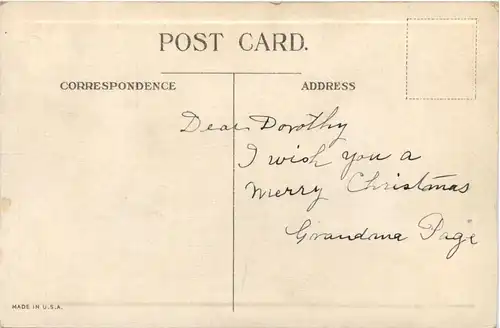 POST CARD.
CORRESPONDENCE
ADDRESS
Dear Dorothy
I wish you a
Merry Christmas
Grandma Page
MADE IN U.S.A.